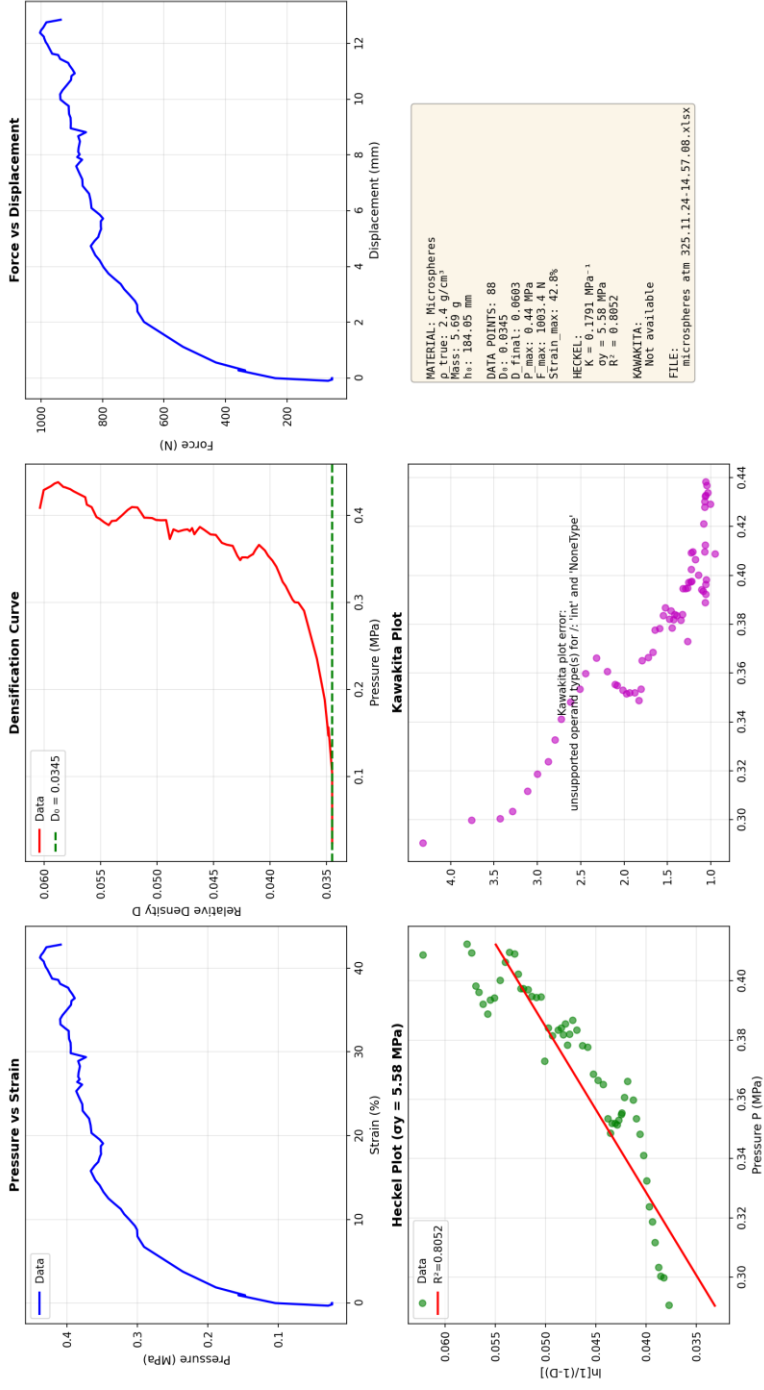 Pressure vs Strain
Data
0.4
0.3
0.2
0.1
Pressure (MPa)
0
10
20
30
40
Strain (%)
Densification Curve
Data
D₀ = 0.0345
0.060
0.055
0.050
0.045
0.040
0.035
Relative Density D
0.1
0.2
0.3
0.4
Pressure (MPa)
Force vs Displacement
1000
800
600
400
200
Force (N)
0
2
4
6
8
10
12
Displacement (mm)
Heckel Plot (σy = 5.58 MPa)
Data
R²=0.8052
0.060
0.055
0.050
0.045
0.040
0.035
ln[1/(1-D)]
0.30
0.32
0.34
0.36
0.38
0.40
Pressure P (MPa)
Kawakita Plot
4.0
3.5
3.0
2.5
2.0
1.5
1.0
Kawakita plot error:
unsupported operand type(s) for /: 'int' and 'NoneType'
0.30
0.32
0.34
0.36
0.38
0.40
0.42
0.44
MATERIAL: Microspheres
ρ_true: 2.4 g/cm³
Mass: 5.69 g
h₀: 184.05 mm
DATA POINTS: 88
D₀: 0.0345
D_final: 0.0603
P_max: 0.44 MPa
F_max: 1003.4 N
Strain_max: 42.8%
HECKEL:
K = 0.1791 MPa⁻¹
σy = 5.58 MPa
R² = 0.8052
KAWAKITA:
Not available
FILE:
microspheres atm 325.11.24-14.57.08.xlsx